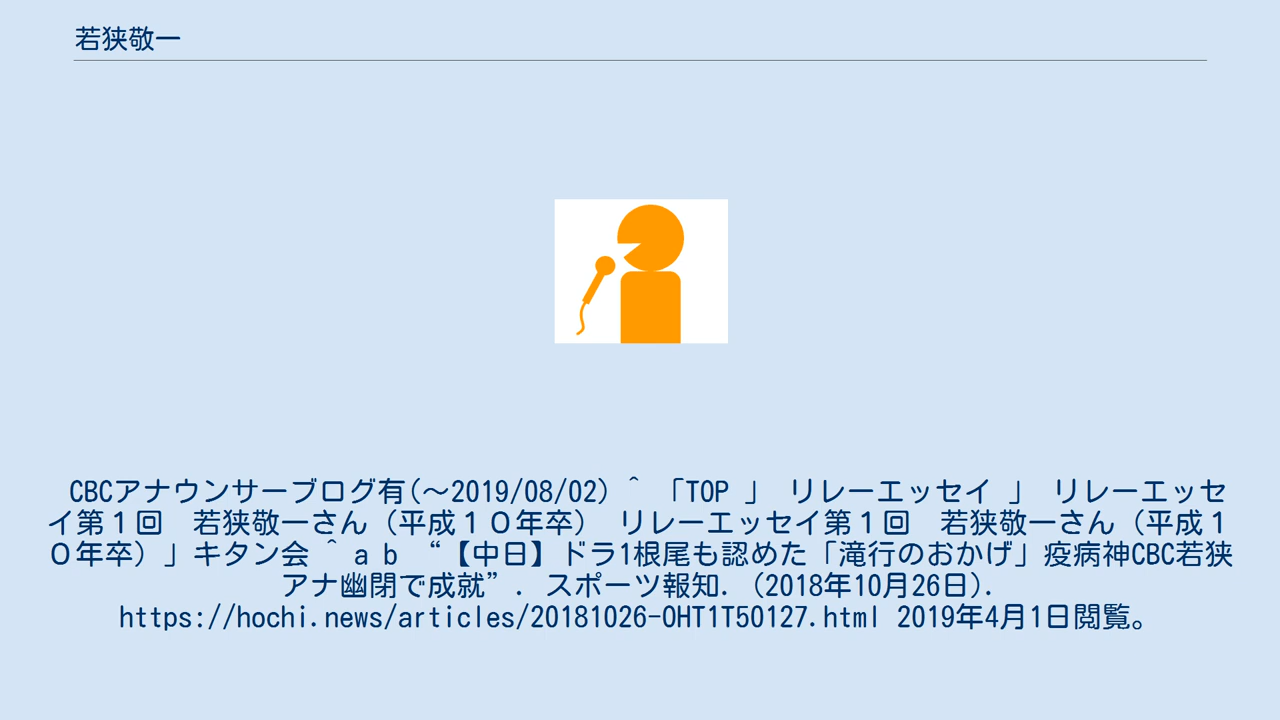 若狭敬一
CBCアナウンサーブログ有(～2019/08/02) ^ 「TOP 」 リレーエッセイ 」 リレーエッセ
イ第１回　若狭敬一さん（平成１０年卒） リレーエッセイ第１回　若狭敬一さん（平成１
０年卒）」キタン会 ^ a b “【中日】ドラ1根尾も認めた「滝行のおかげ」疫病神CBC若狭
アナ幽閉で成就”. スポーツ報知. (2018年10月26日).
https://hochi.news/articles/20181026-OHT1T50127.html 2019年4月1日閲覧。